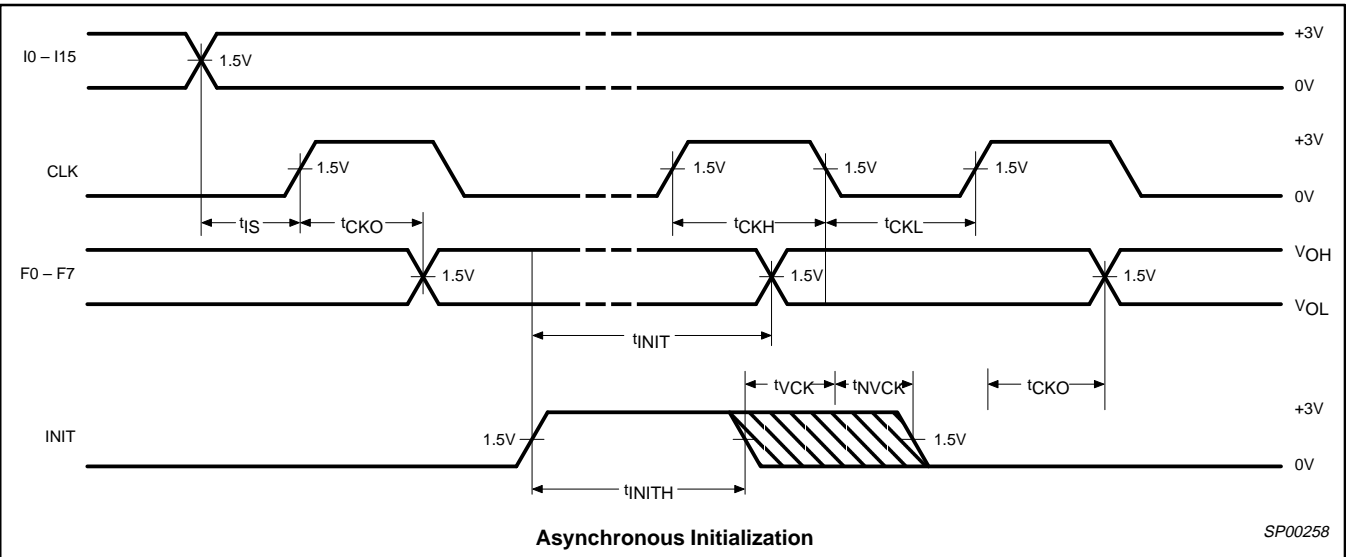 I0 – I15
1.5V
+3V
0V
CLK
1.5V
1.5V
1.5V
1.5V
+3V
0V
tIS
tCKO
tCKH
tCKL
F0 – F7
1.5V
1.5V
1.5V
VOH
VOL
tINIT
tVCK
tNVCK
tCKO
INIT
1.5V
1.5V
+3V
0V
tINITH
Asynchronous Initialization
SP00258